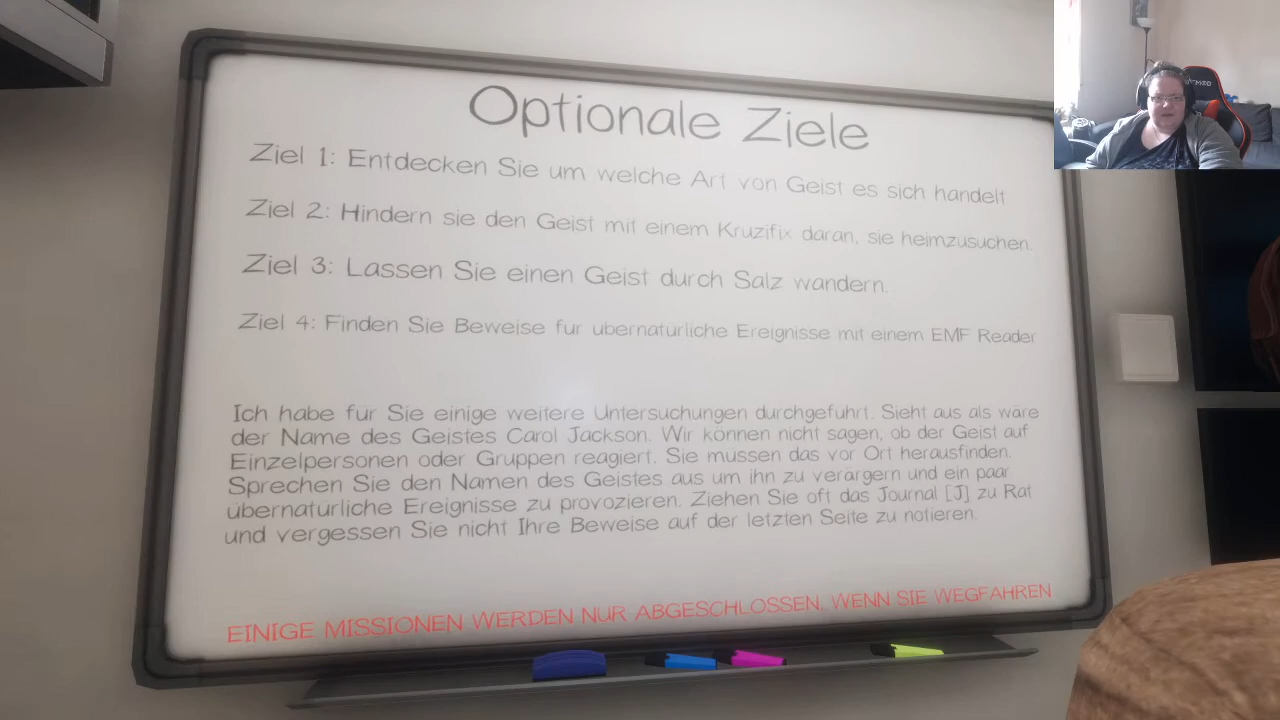 Optionale Ziele
Ziel 1: Entdecken Sie um welche Art von Geist es sich handelt
Ziel 2: Hindern sie den Geist mit einem Kruzifix daran, sie heimzusuchen.
Ziel 3: Lassen Sie einen Geist durch Salz wandern.
Ziel 4: Finden Sie Beweise fur ubernaturliche Ereignisse mit einem EMF Reader
Ich habe für Sie einige weitere Untersuchungen durchgeführt. Sieht aus als wäre
der Name des Geistes Carol Jackson. Wir können nicht sagen, ob der Geist auf
Einzelpersonen oder Gruppen reagiert. Sie müssen das vor Ort herausfinden.
Sprechen Sie den Namen des Geistes aus um ihn zu verärgern und ein paar
übernatürliche Ereignisse zu provozieren. Ziehen Sie oft das Journal [J] zu Rat
und vergessen Sie nicht Ihre Beweise auf der letzten Seite zu notieren.
EINIGE MISSIONEN WERDEN NUR ABGESCHLOSSEN, WENN SIE WEGFAHREN